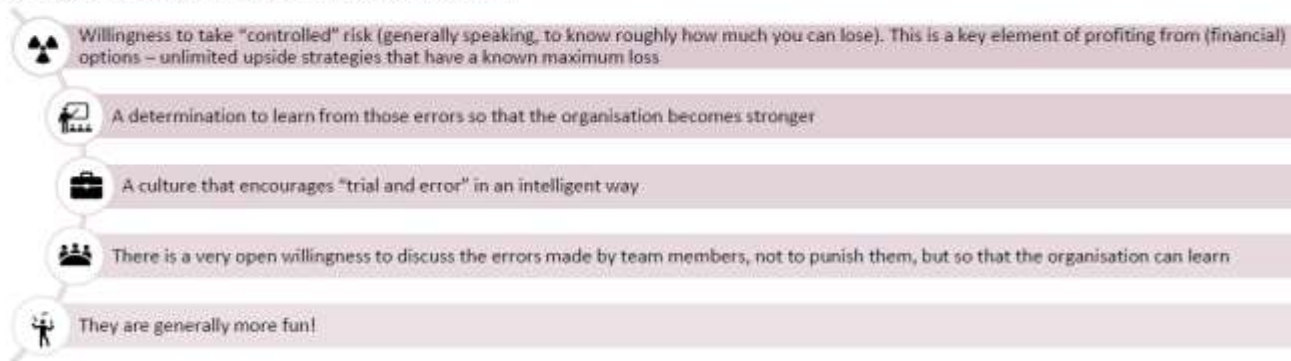 Willingness to take "controlled" risk (generally speaking, to know roughly how much you can lose). This is a key element of profiting from (financial)
options – unlimited upside strategies that have a known maximum loss
A determination to learn from those errors so that the organisation becomes stronger
A culture that encourages "trial and error" in an intelligent way
There is a very open willingness to discuss the errors made by team members, not to punish them, but so that the organisation can learn
They are generally more fun!